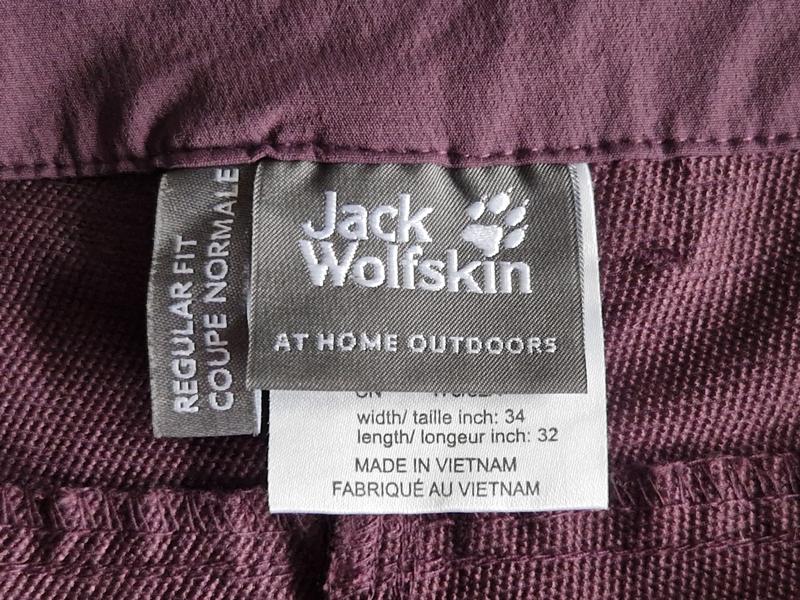 REGULAR FIT
COUPE NORMALE
Jack
Wolfskin
AT HOME OUTDOORS
width/ taille inch: 34
length/ longeur inch: 32
MADE IN VIETNAM
FABRIQUÉ AU VIETNAM